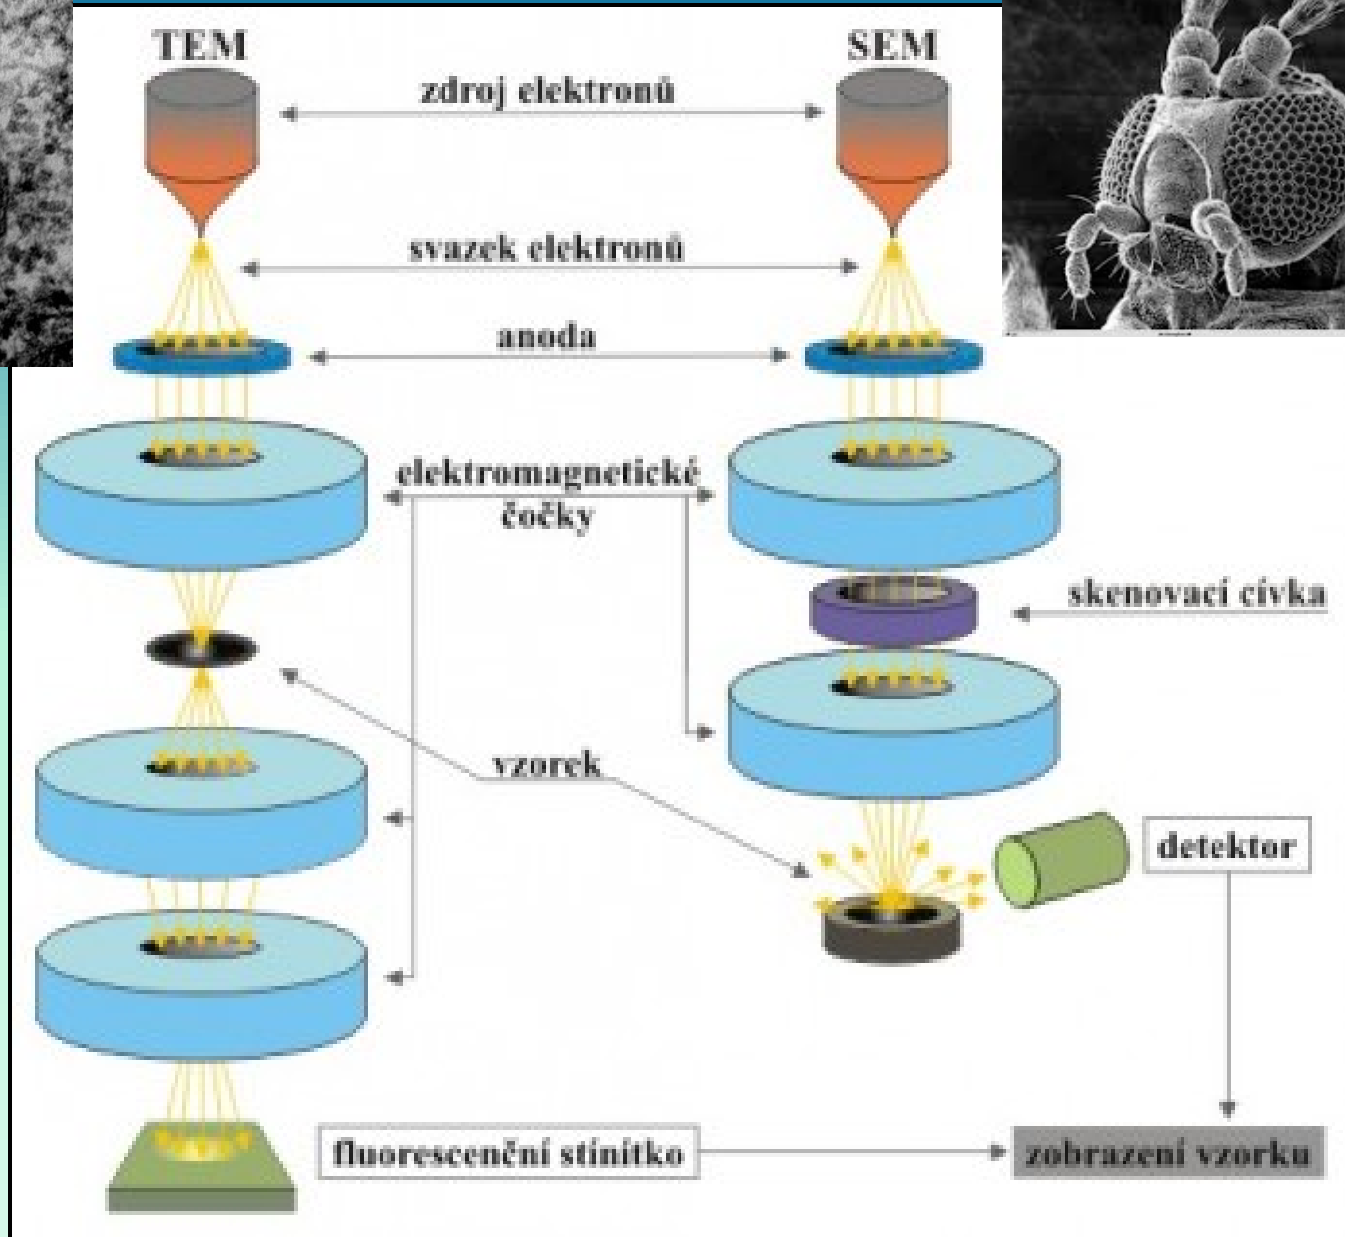 TEM
SEM
zdroj elektronů
svazek elektronů
anoda
elektromagnetické
čočky
skenovací cívka
vzorek
detektor
fluorescenční stínítko
zobrazení vzorku